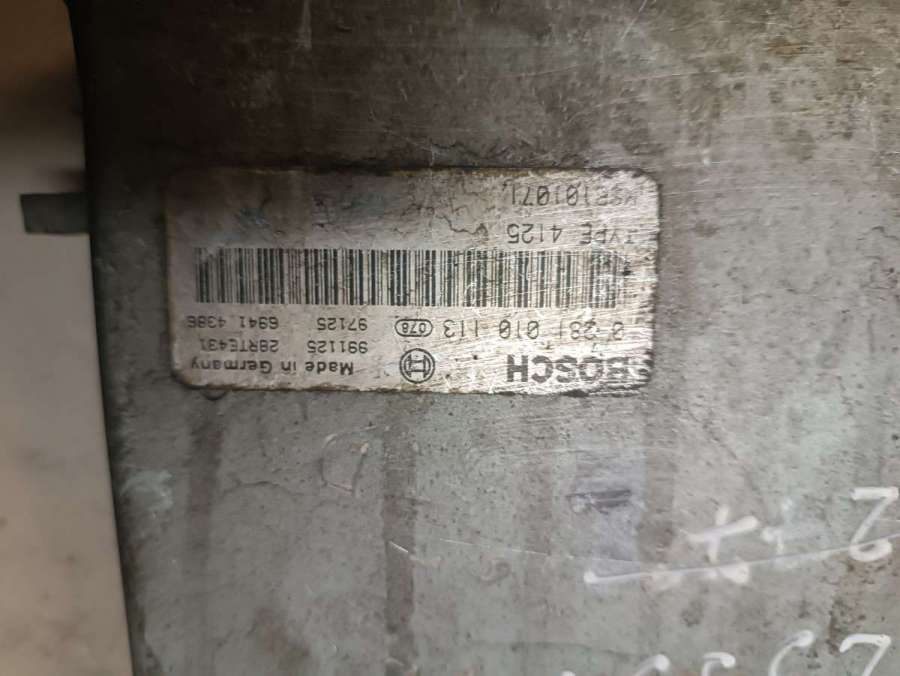 BOSCH Made in Germany
991125 28RTE431
0 281 010 113 078 97125 6941 4386
TYPE 4125
MSB101071